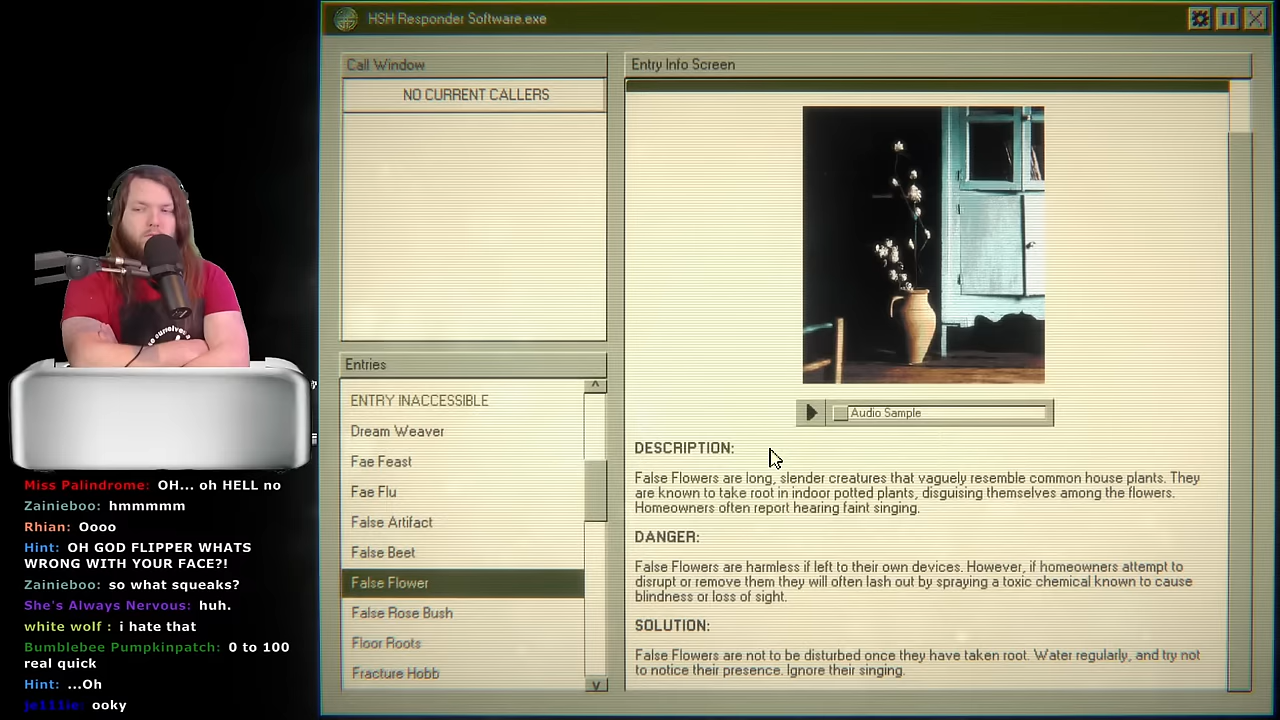 HSH Responder Software.exe
Call Window
NO CURRENT CALLERS
Entries
ENTRY INACCESSIBLE
Dream Weaver
Fae Feast
Fae Flu
False Artifact
False Beet
False Flower
False Rose Bush
Floor Roots
Fracture Hobb
Entry Info Screen
Audio Sample
DESCRIPTION:
False Flowers are long, slender creatures that vaguely resemble common house plants. They
are known to take root in indoor potted plants, disguising themselves among the flowers.
Homeowners often report hearing faint singing.
DANGER:
False Flowers are harmless if left to their own devices. However, if homeowners attempt to
disrupt or remove them they will often lash out by spraying a toxic chemical known to cause
blindness or loss of sight.
SOLUTION:
False Flowers are not to be disturbed once they have taken root. Water regularly, and try not
to notice their presence. Ignore their singing.
Miss Palindrome: OH... oh HELL no
Zainieboo: hmmmmm
Rhian: Oooo
Hint: OH GOD FLIPPER WHATS
WRONG WITH YOUR FACE?!
Zainieboo: so what squeaks?
She's Always Nervous: huh.
white wolf : i hate that
Bumblebee Pumpkinpatch: 0 to 100
real quick
Hint: ...Oh
je111ie: ooky